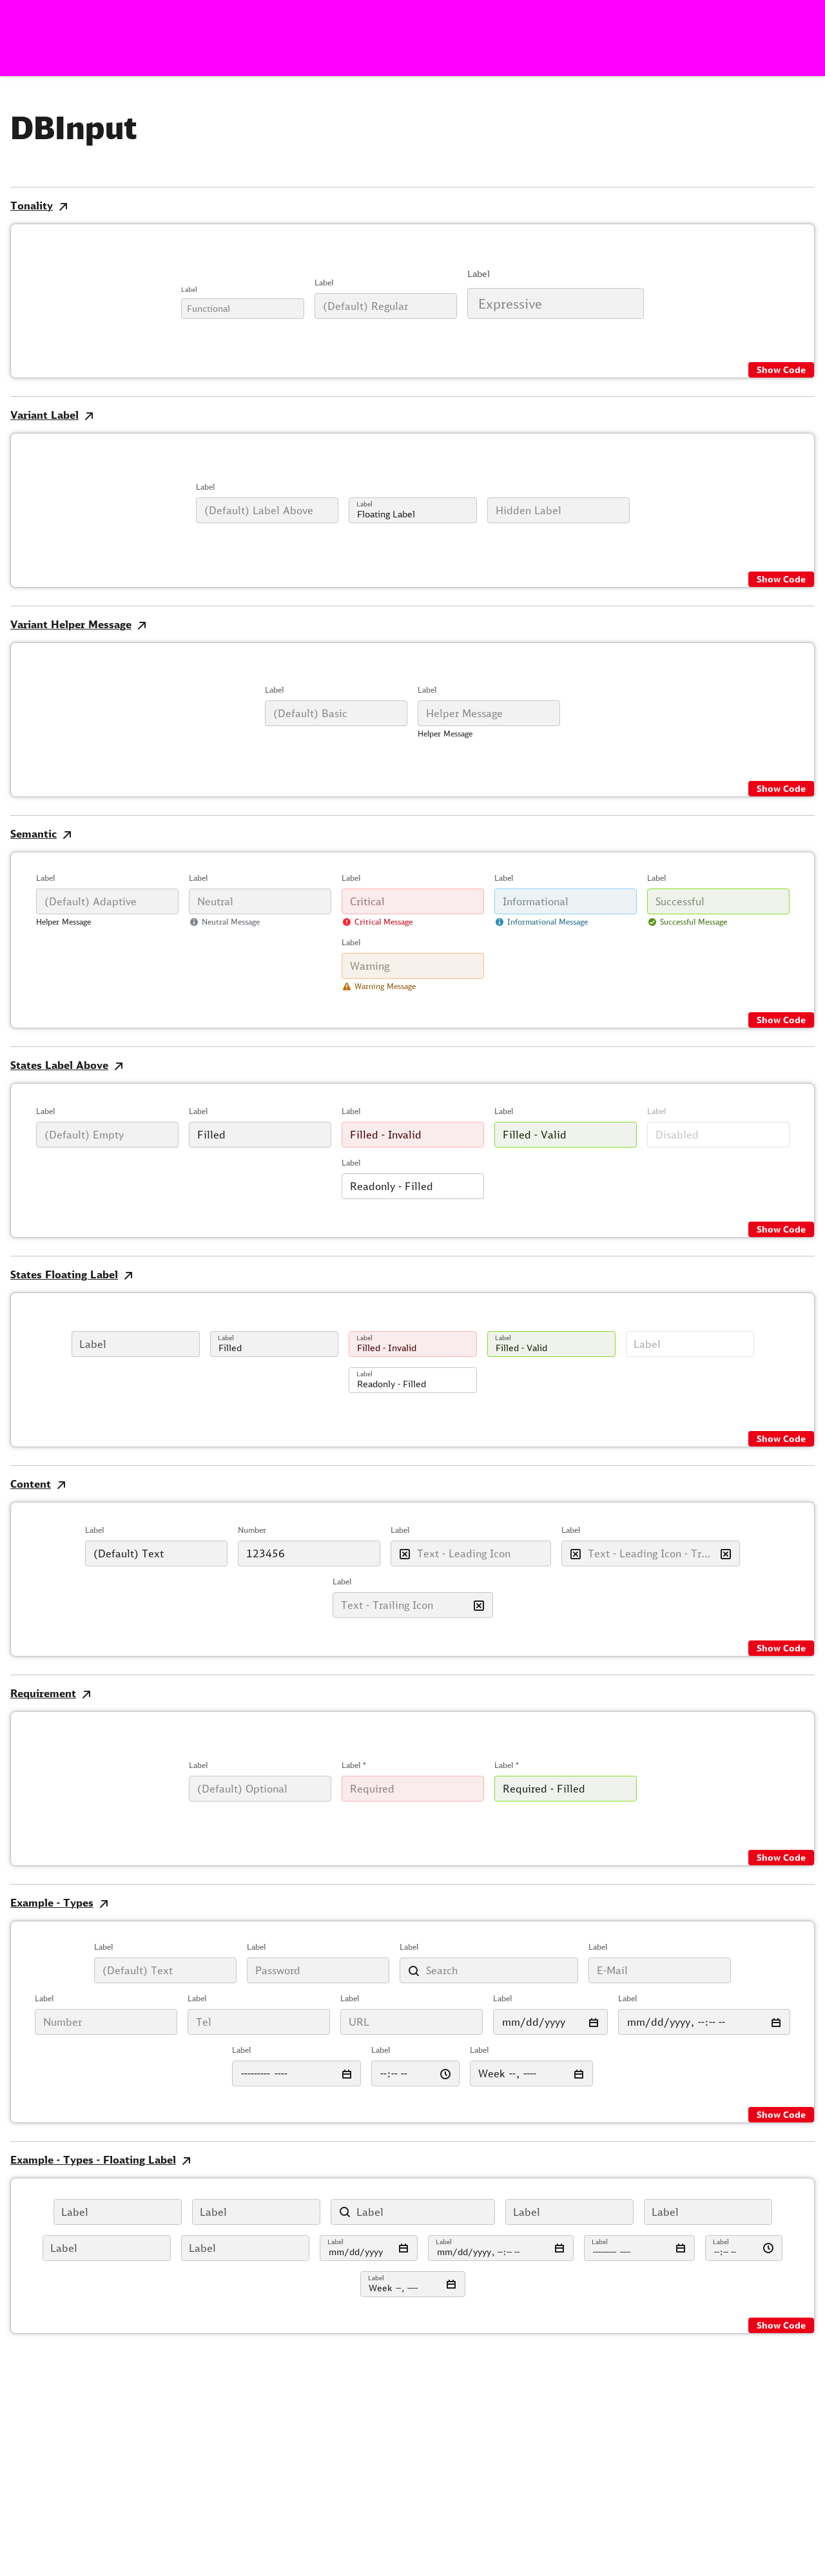 DBInput
Tonality
Label
Label
Label
Functional
(Default) Regular
Expressive
Show Code
Variant Label
Label
(Default) Label Above
Label
Floating Label
Hidden Label
Show Code
Variant Helper Message
Label
Label
(Default) Basic
Helper Message
Helper Message
Show Code
Semantic
Label
Label
Label
Label
Label
(Default) Adaptive
Neutral
Critical
Informational
Successful
Helper Message
Neutral Message
Critical Message
Informational Message
Successful Message
Label
Warning
Warning Message
Show Code
States Label Above
Label
Label
Label
Label
Label
(Default) Empty
Filled
Filled - Invalid
Filled - Valid
Disabled
Label
Readonly - Filled
Show Code
States Floating Label
Label
Label
Filled
Label
Filled - Invalid
Label
Filled - Valid
Label
Label
Readonly - Filled
Show Code
Content
Label
Number
Label
Label
(Default) Text
123456
Text - Leading Icon
Text - Leading Icon - Tr...
Label
Text - Trailing Icon
Show Code
Requirement
Label
Label *
Label *
(Default) Optional
Required
Required - Filled
Show Code
Example - Types
Label
Label
Label
Label
(Default) Text
Password
Search
E-Mail
Label
Label
Label
Label
Label
Number
Tel
URL
mm/dd/yyyy
mm/dd/yyyy, --:-- --
Label
Label
Label
--------- ----
--:-- --
Week --, ----
Show Code
Example - Types - Floating Label
Label
Label
Label
Label
Label
Label
Label
Label
mm/dd/yyyy
Label
mm/dd/yyyy, --:-- --
Label
--------- ----
Label
--:-- --
Label
Week --, ----
Show Code